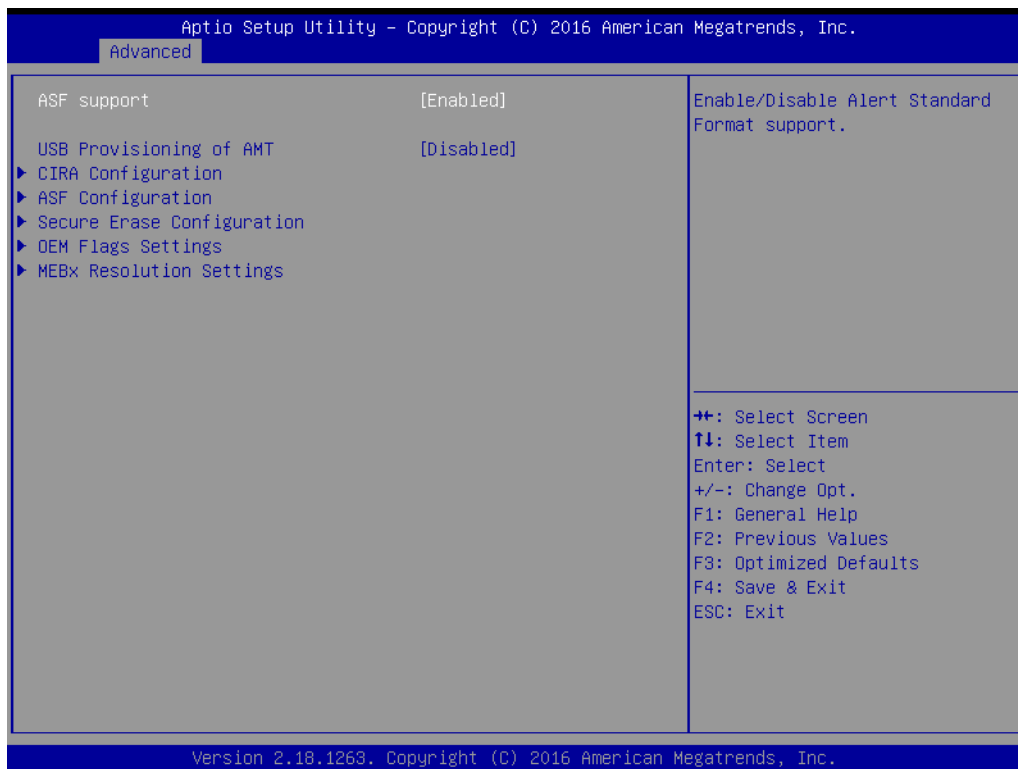 Aptio Setup Utility – Copyright (C) 2016 American Megatrends, Inc.
Advanced
ASF support [Enabled]
USB Provisioning of AMT [Disabled]
▶ CIRA Configuration
▶ ASF Configuration
▶ Secure Erase Configuration
▶ OEM Flags Settings
▶ MEBx Resolution Settings
Enable/Disable Alert Standard
Format support.
→←: Select Screen
↑↓: Select Item
Enter: Select
+/-: Change Opt.
F1: General Help
F2: Previous Values
F3: Optimized Defaults
F4: Save & Exit
ESC: Exit
Version 2.18.1263. Copyright (C) 2016 American Megatrends, Inc.